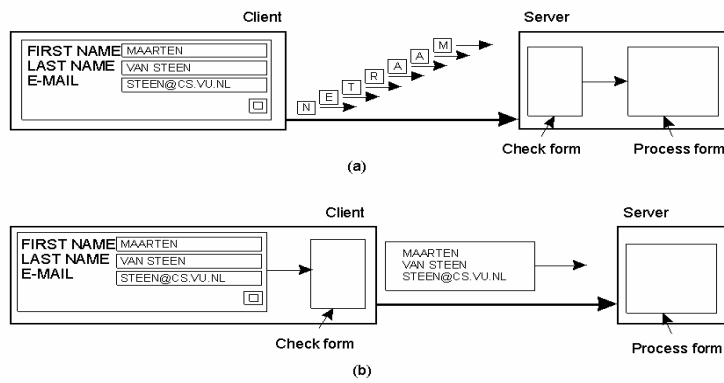 Client
Server
FIRST NAME MAARTEN
LAST NAME VAN STEEN
E-MAIL STEEN@CS.VU.NL
N E T R A A M
Check form
Process form
(a)
Client
Server
FIRST NAME MAARTEN
LAST NAME VAN STEEN
E-MAIL STEEN@CS.VU.NL
MAARTEN
VAN STEEN
STEEN@CS.VU.NL
Check form
Process form
(b)